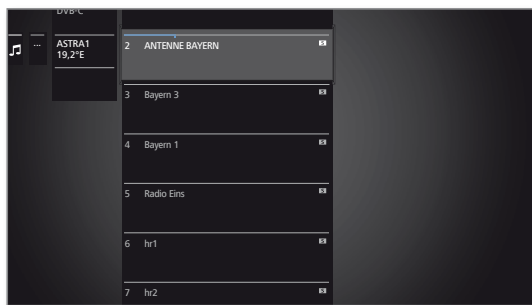 DVB-C
...
ASTRA1
19,2°E
2 ANTENNE BAYERN S
3 Bayern 3 S
4 Bayern 1 S
5 Radio Eins S
6 hr1 S
7 hr2 S